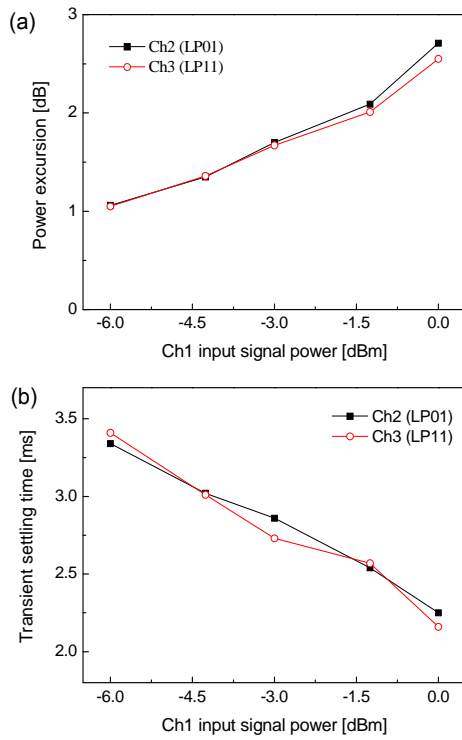 (a)
3
Ch2 (LP01)
Ch3 (LP11)
2
1
0
Power excursion [dB]
-6.0 -4.5 -3.0 -1.5 0.0
Ch1 input signal power [dBm]
(b)
3.5
Ch2 (LP01)
Ch3 (LP11)
3.0
2.5
2.0
Transient settling time [ms]
-6.0 -4.5 -3.0 -1.5 0.0
Ch1 input signal power [dBm]